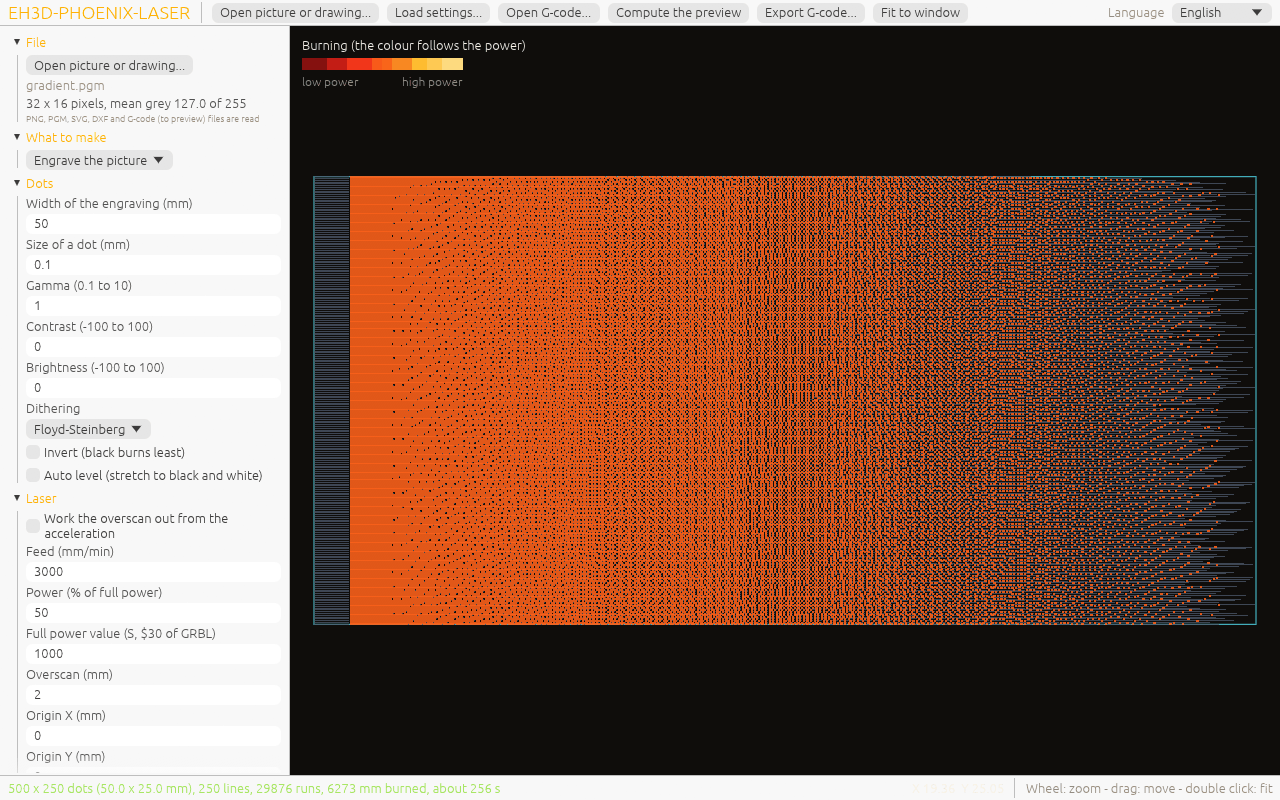 EH3D-PHOENIX-LASER
Open picture or drawing...
Load settings...
Open G-code...
Compute the preview
Export G-code...
Fit to window
Language
English
File
Open picture or drawing...
gradient.pgm
32 x 16 pixels, mean grey 127.0 of 255
PNG, PGM, SVG, DXF and G-code (to preview) files are read
What to make
Engrave the picture
Dots
Width of the engraving (mm)
50
Size of a dot (mm)
0.1
Gamma (0.1 to 10)
1
Contrast (-100 to 100)
0
Brightness (-100 to 100)
0
Dithering
Floyd-Steinberg
Invert (black burns least)
Auto level (stretch to black and white)
Laser
Work the overscan out from the
acceleration
Feed (mm/min)
3000
Power (% of full power)
50
Full power value (S, $30 of GRBL)
1000
Overscan (mm)
2
Origin X (mm)
0
Origin Y (mm)
Burning (the colour follows the power)
low power
high power
500 x 250 dots (50.0 x 25.0 mm), 250 lines, 29876 runs, 6273 mm burned, about 256 s
Wheel: zoom - drag: move - double click: fit